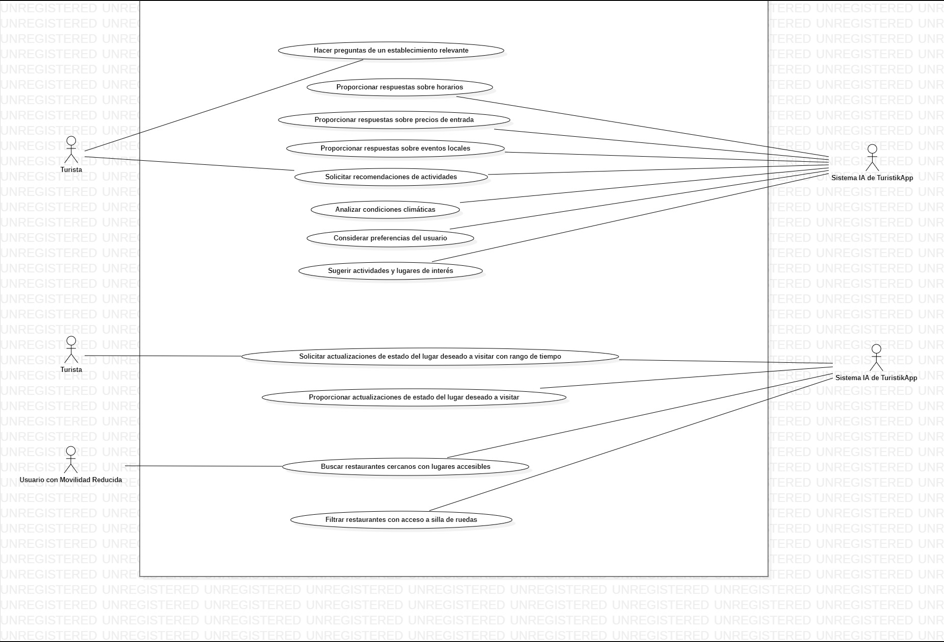 Hacer preguntas de un establecimiento relevante
Proporcionar respuestas sobre horarios
Proporcionar respuestas sobre precios de entrada
Proporcionar respuestas sobre eventos locales
Turista
Solicitar recomendaciones de actividades
Sistema IA de TuristikApp
Analizar condiciones climáticas
Considerar preferencias del usuario
Sugerir actividades y lugares de interés
Solicitar actualizaciones de estado del lugar deseado a visitar con rango de tiempo
Turista
Sistema IA de TuristikApp
Proporcionar actualizaciones de estado del lugar deseado a visitar
Buscar restaurantes cercanos con lugares accesibles
Usuario con Movilidad Reducida
Filtrar restaurantes con acceso a silla de ruedas
UNREGISTERED